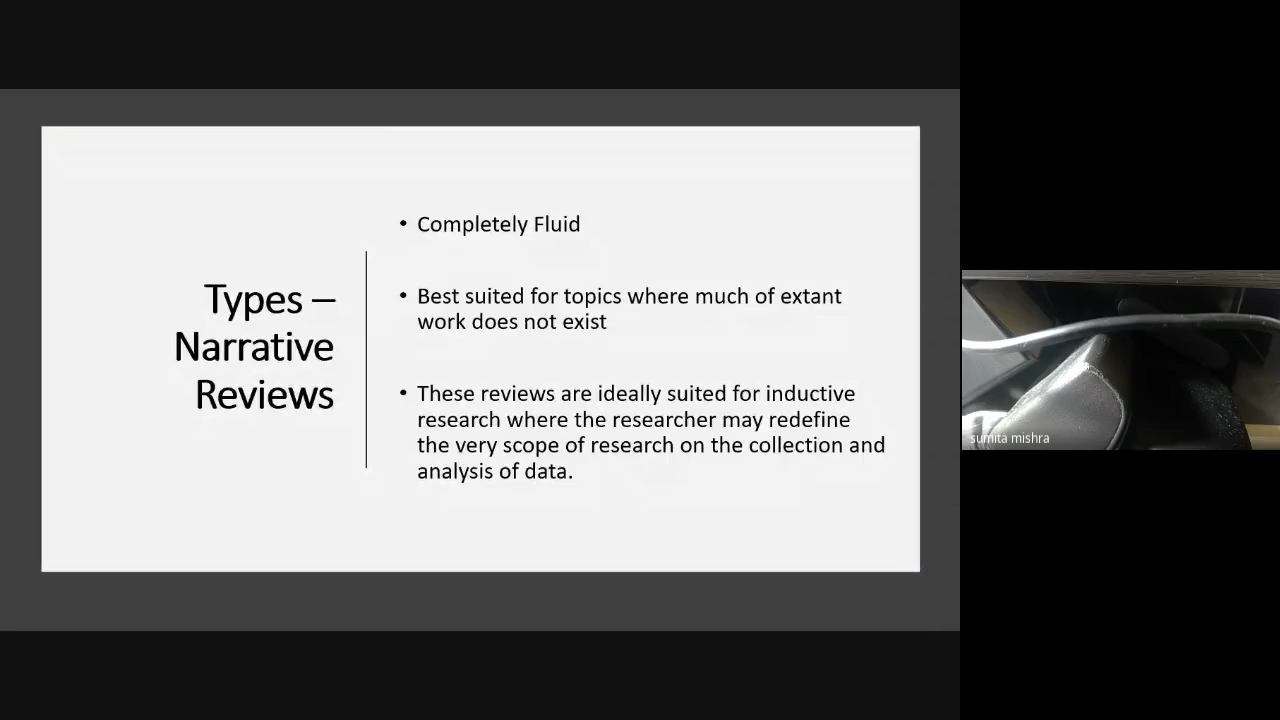 Types –
Narrative
Reviews
• Completely Fluid
• Best suited for topics where much of extant
work does not exist
• These reviews are ideally suited for inductive
research where the researcher may redefine
the very scope of research on the collection and
analysis of data.
sumita mishra